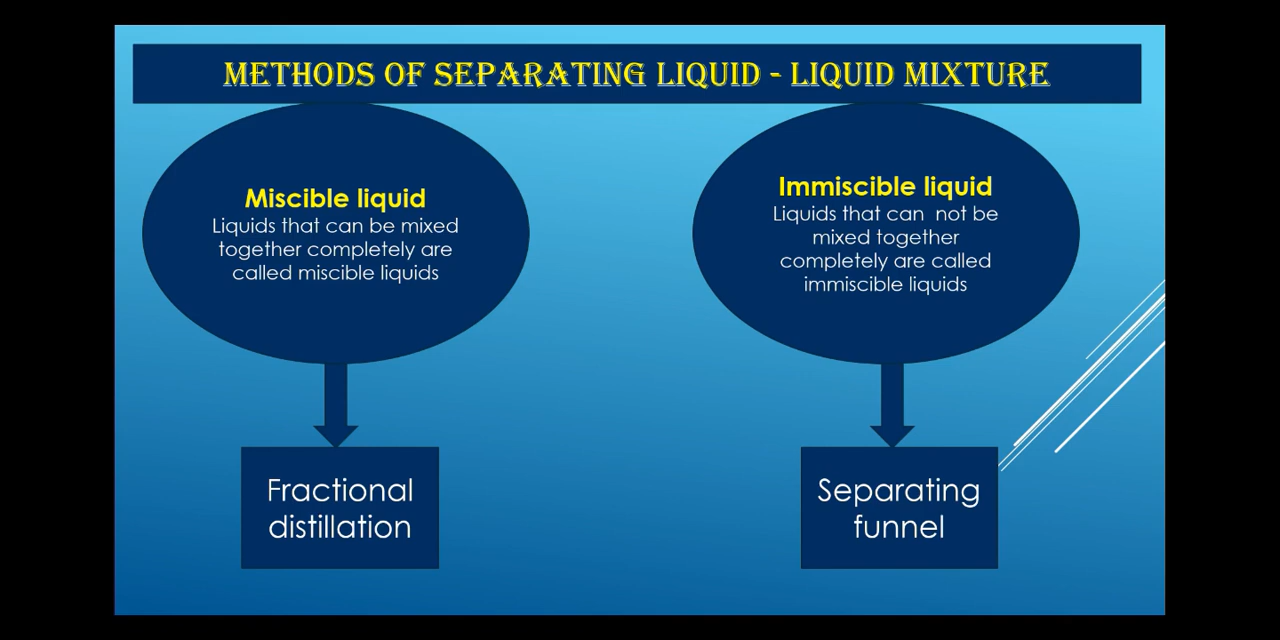 METHODS OF SEPARATING LIQUID - LIQUID MIXTURE
Miscible liquid
Liquids that can be mixed
together completely are
called miscible liquids
Immiscible liquid
Liquids that can not be
mixed together
completely are called
immiscible liquids
Fractional
distillation
Separating
funnel